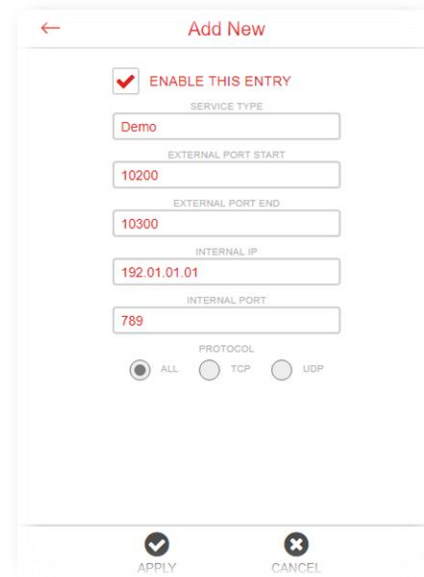 Add New
ENABLE THIS ENTRY
SERVICE TYPE
Demo
EXTERNAL PORT START
10200
EXTERNAL PORT END
10300
INTERNAL IP
192.01.01.01
INTERNAL PORT
789
PROTOCOL
ALL TCP UDP
APPLY CANCEL